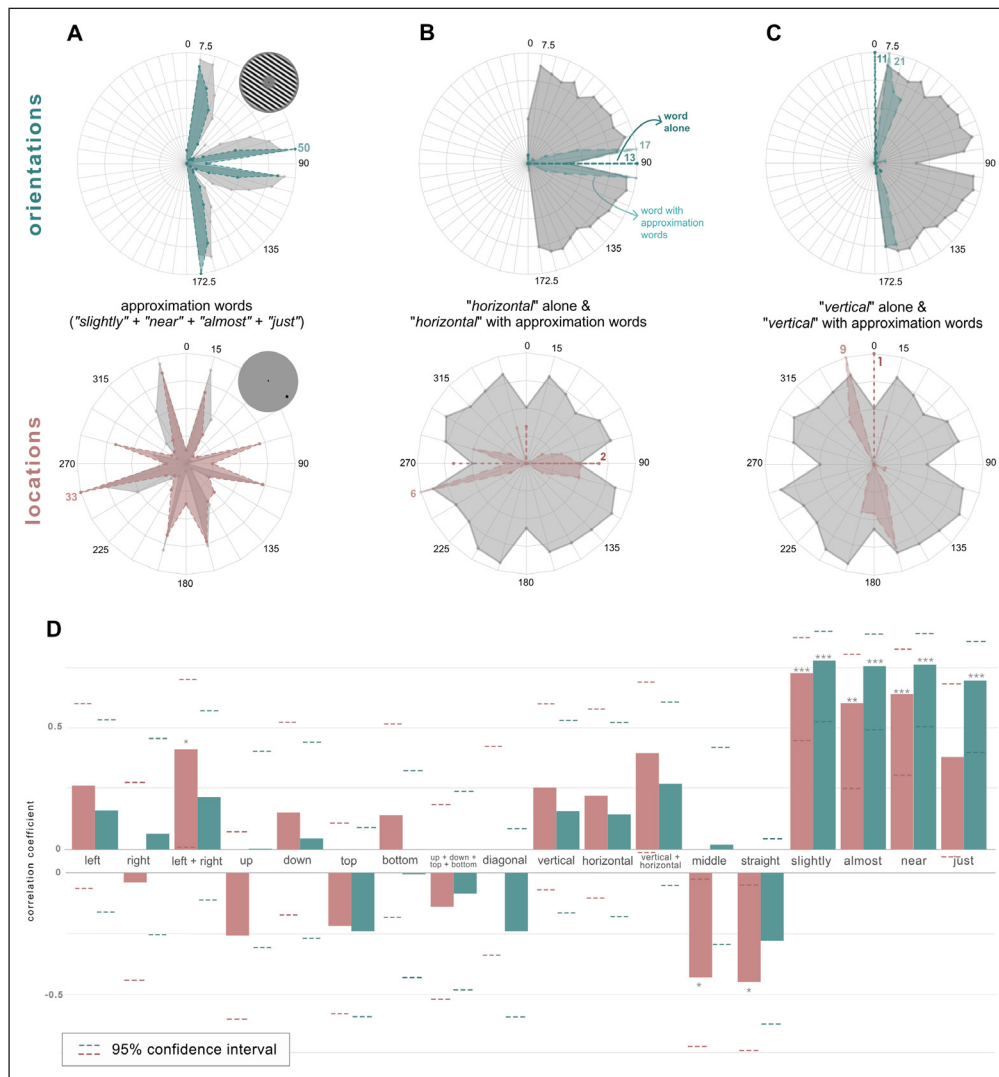 A
B
C
orientations
0 7.5
50
90
135
172.5
0 7.5
word
alone
17
13
90
word with
approximation
words
135
172.5
0 7.5
11 21
90
135
172.5
approximation words
("slightly" + "near" + "almost" + "just")
"horizontal" alone &
"horizontal" with approximation words
"vertical" alone &
"vertical" with approximation words
locations
0 15
315
270
90
33
225
135
180
0 15
315
270
2
90
6
225
135
180
0 15
9
1
315
270
90
225
135
180
D
correlation coefficient
0.5
0
0
-0.5
left
right
left + right
up
down
top
bottom
up + down +
top + bottom
diagonal
vertical
horizontal
vertical +
horizontal
middle
straight
slightly
almost
near
just
*
*
*
***
***
**
***
***
***
***
95% confidence interval